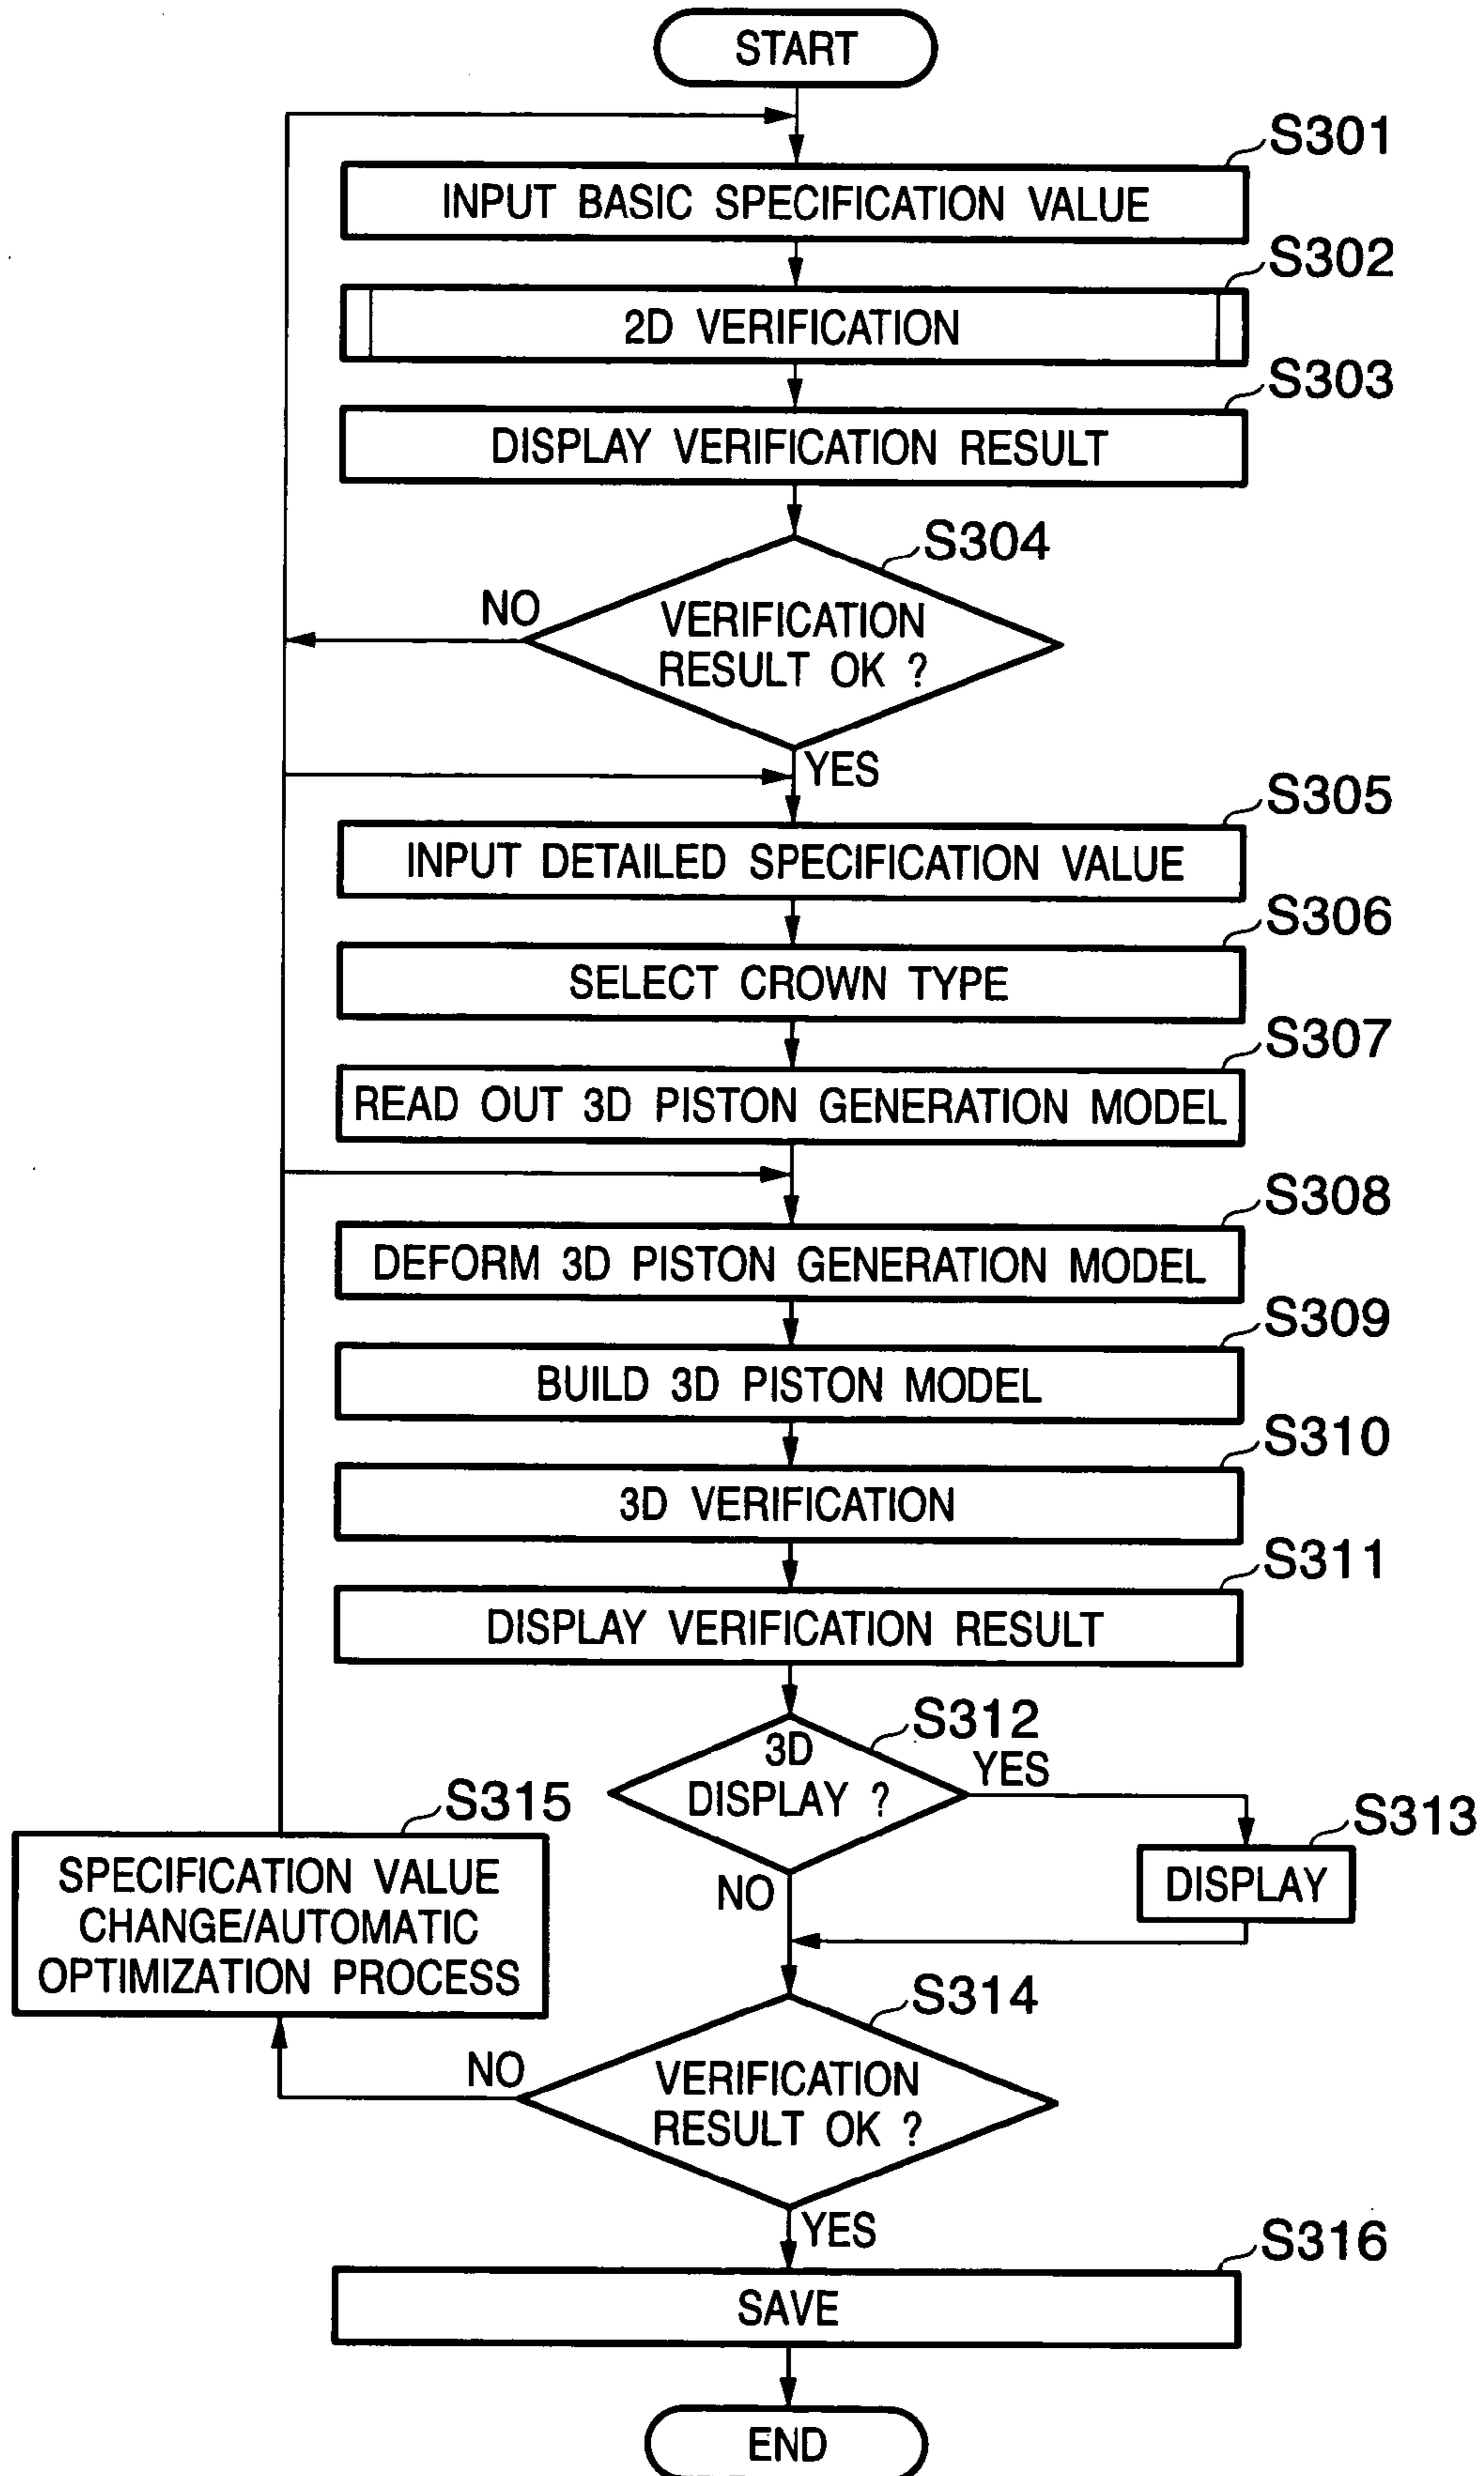 START
S301
INPUT BASIC SPECIFICATION VALUE
S302
2D VERIFICATION
S303
DISPLAY VERIFICATION RESULT
S304
NO
VERIFICATION
RESULT OK ?
YES
S305
INPUT DETAILED SPECIFICATION VALUE
S306
SELECT CROWN TYPE
S307
READ OUT 3D PISTON GENERATION MODEL
S308
DEFORM 3D PISTON GENERATION MODEL
S309
BUILD 3D PISTON MODEL
S310
3D VERIFICATION
S311
DISPLAY VERIFICATION RESULT
S312
3D
DISPLAY ?
YES
S313
DISPLAY
NO
S315
SPECIFICATION VALUE
CHANGE/AUTOMATIC
OPTIMIZATION PROCESS
S314
NO
VERIFICATION
RESULT OK ?
YES
S316
SAVE
END